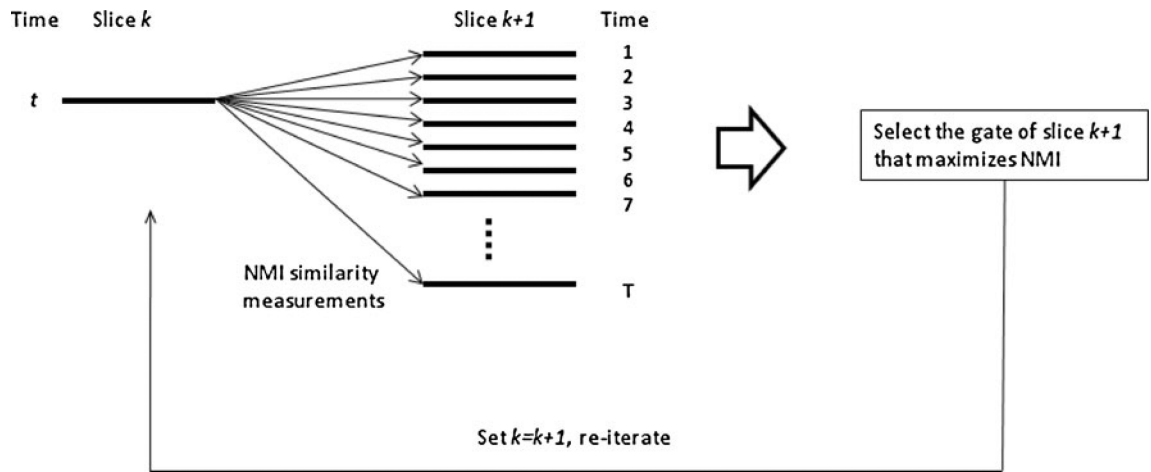 Time Slice k Slice k+1 Time
t
1
2
3
4
5
6
7
T
NMI similarity
measurements
Select the gate of slice k+1
that maximizes NMI
Set k=k+1, re-iterate